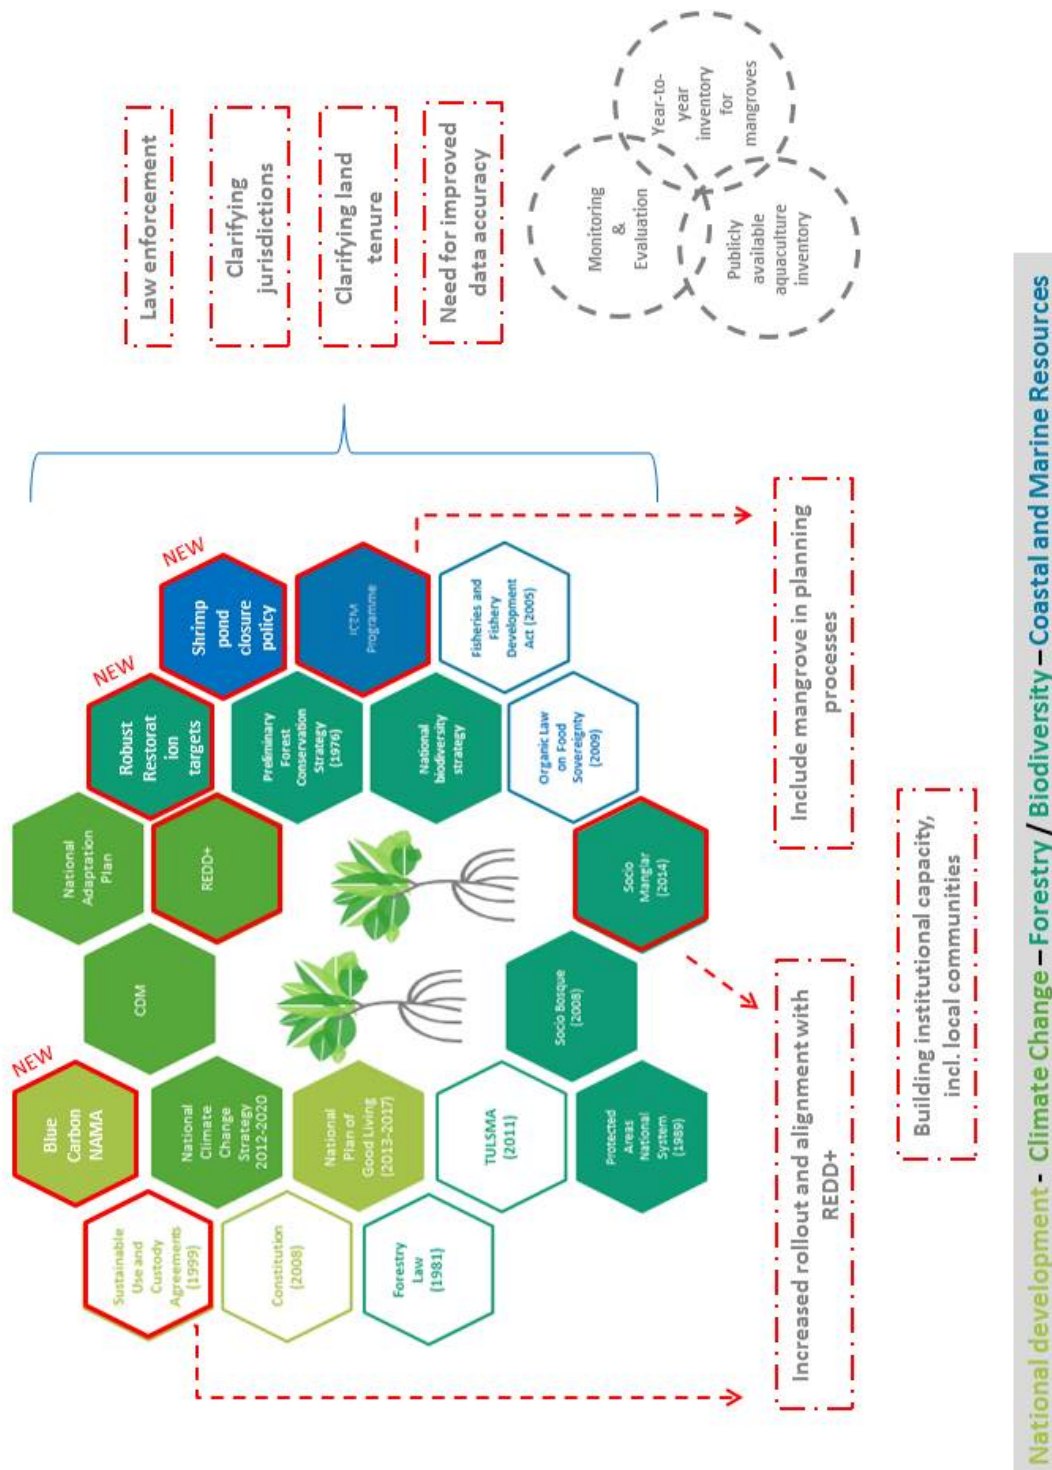 NEW
Blue
Carbon
NAMA
National
Adaptation
Plan
CDM
NEW
Robust
Restorat
ion
targets
NEW
Shrimp
pond
closure
policy
Sustainable
Use and
Custody
Agreements
(1999)
National
Climate
Change
Strategy
2012-2020
REDD+
Preliminary
Forest
Conservation
Strategy
(1976)
ICZM
Programme
Constitution
(2008)
National
Plan of
Good Living
(2013-2017)
National
biodiversity
strategy
Fisheries and
Fishery
Development
Act (2005)
Forestry
Law
(1981)
TULSMA
(2011)
Socio Bosque
(2008)
Organic Law
on Food
Sovereignty
(2009)
Protected
Areas
National
System
(1989)
Socio
Manglar
(2014)
Law enforcement
Clarifying
jurisdictions
Clarifying land
tenure
Need for improved
data accuracy
Monitoring
&
Evaluation
Year-to-
year
inventory
for
mangroves
Publicly
available
aquaculture
inventory
Increased rollout and alignment with
REDD+
Include mangrove in planning
processes
Building institutional capacity,
incl. local communities
National development - Climate Change – Forestry / Biodiversity – Coastal and Marine Resources